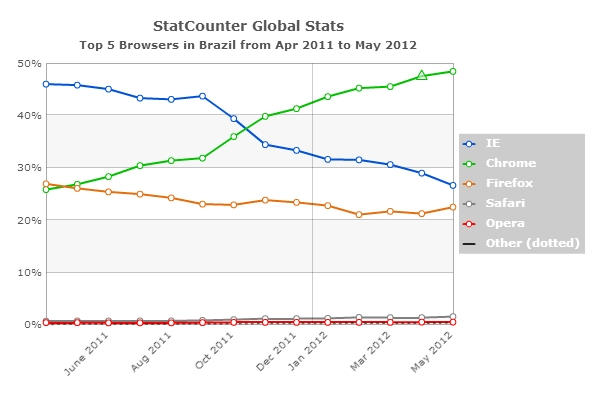 StatCounter Global Stats
Top 5 Browsers in Brazil from Apr 2011 to May 2012
50%
40%
30%
20%
10%
0%
June 2011
Aug 2011
Oct 2011
Dec 2011
Jan 2012
Mar 2012
May 2012
IE
Chrome
Firefox
Safari
Opera
Other (dotted)